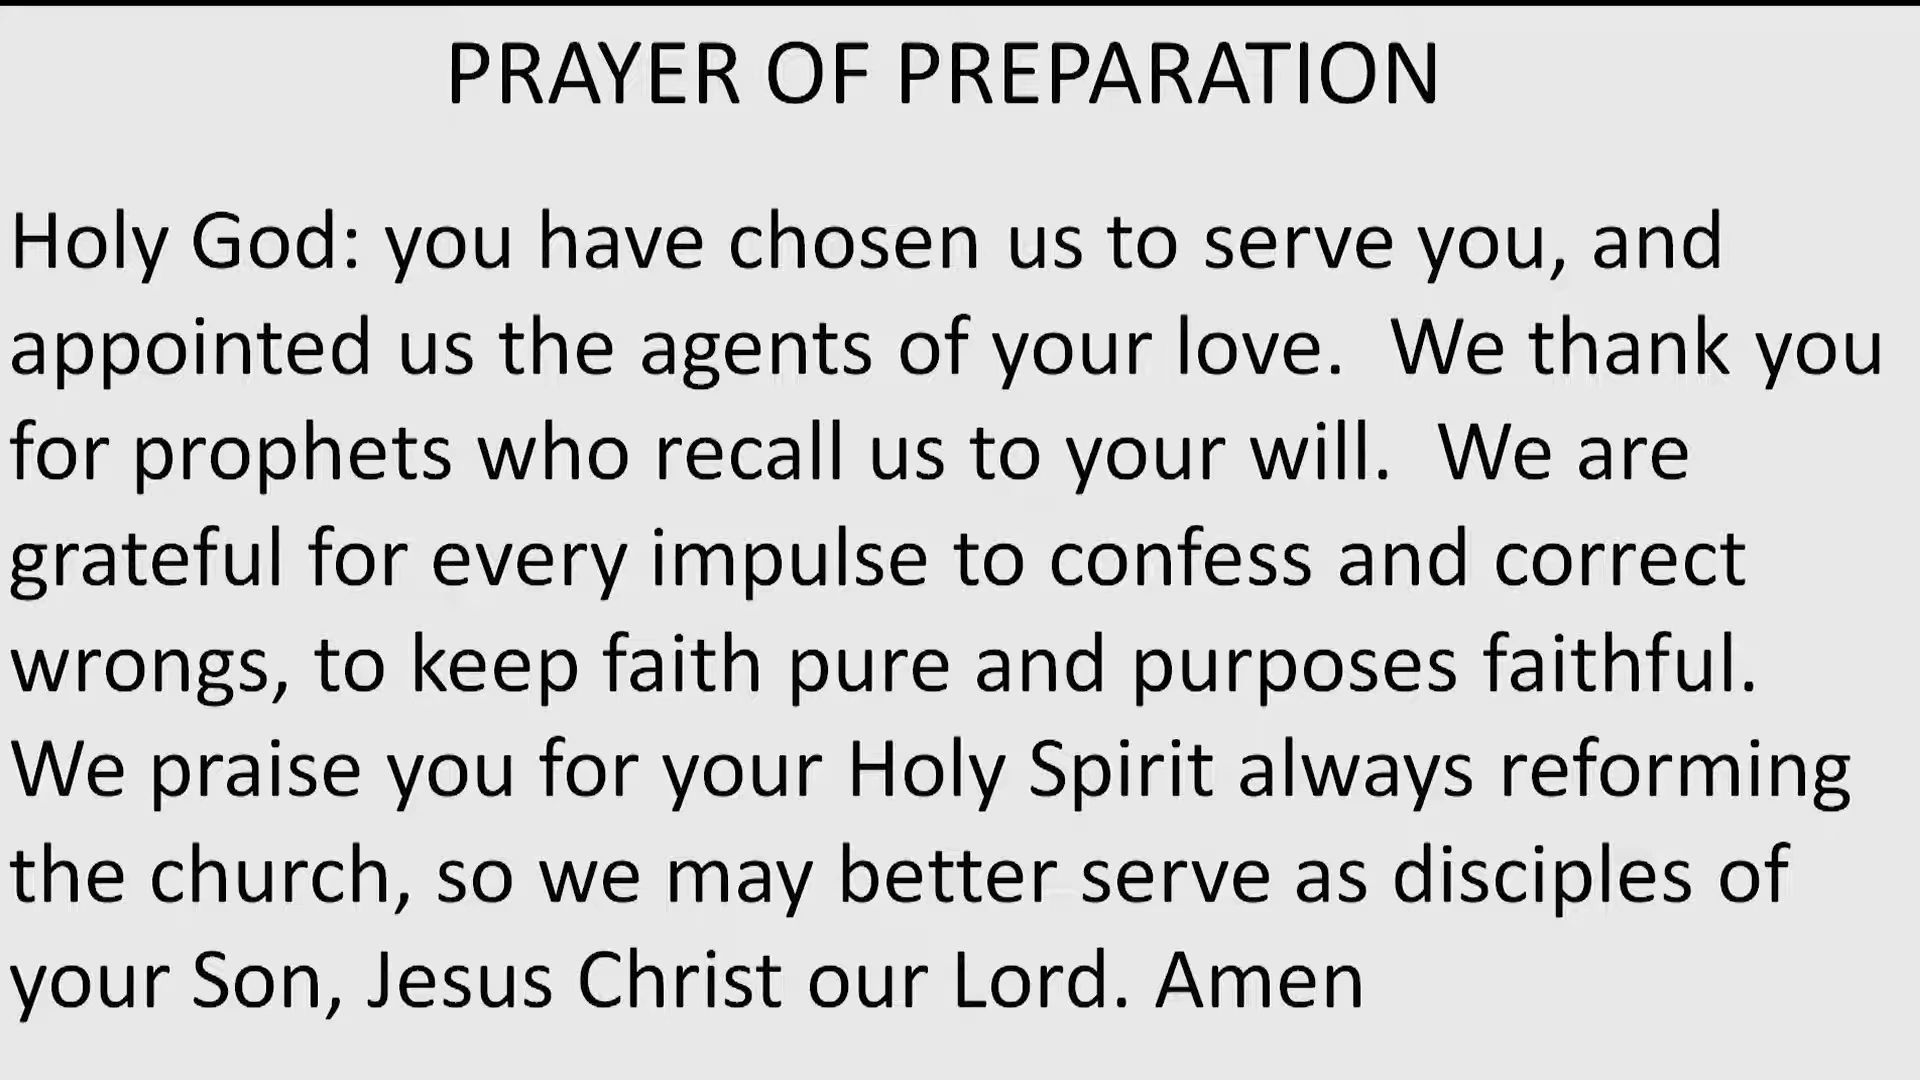 PRAYER OF PREPARATION
Holy God: you have chosen us to serve you, and
appointed us the agents of your love.  We thank you
for prophets who recall us to your will.  We are
grateful for every impulse to confess and correct
wrongs, to keep faith pure and purposes faithful.
We praise you for your Holy Spirit always reforming
the church, so we may better serve as disciples of
your Son, Jesus Christ our Lord. Amen